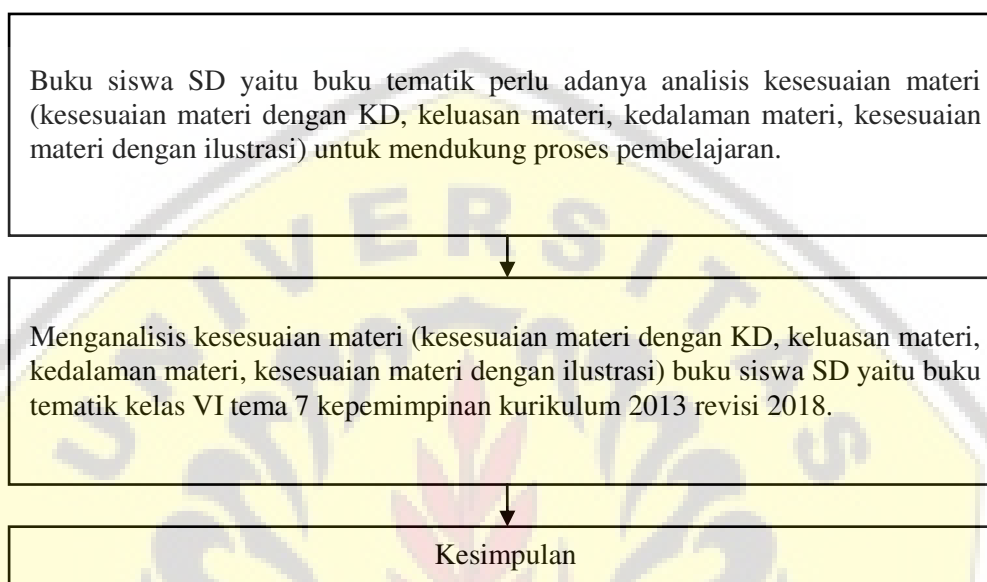 Buku siswa SD yaitu buku tematik perlu adanya analisis kesesuaian materi
(kesesuaian materi dengan KD, keluasan materi, kedalaman materi, kesesuaian
materi dengan ilustrasi) untuk mendukung proses pembelajaran.
UNIVERSITAS
Menganalisis kesesuaian materi (kesesuaian materi dengan KD, keluasan materi,
kedalaman materi, kesesuaian materi dengan ilustrasi) buku siswa SD yaitu buku
tematik kelas VI tema 7 kepemimpinan kurikulum 2013 revisi 2018.
Kesimpulan